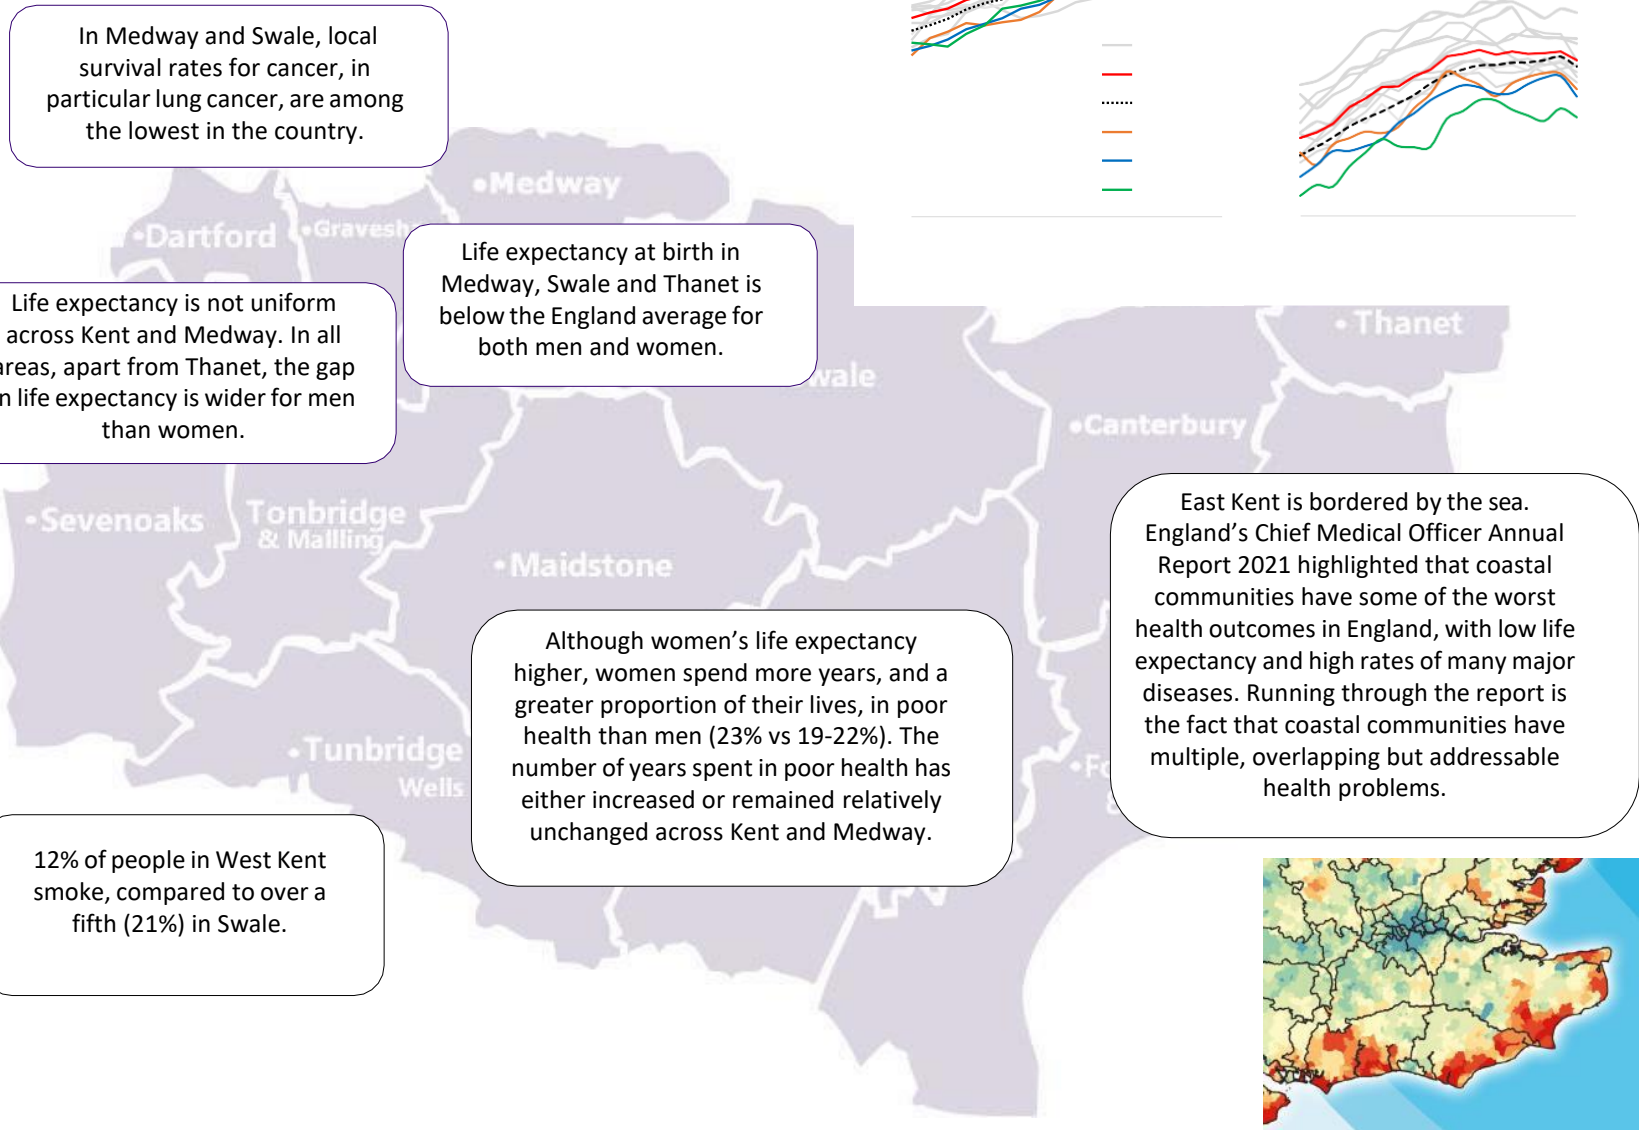 In Medway and Swale, local
survival rates for cancer, in
particular lung cancer, are among
the lowest in the country.
•Medway
•Dartford
•Gravesh
Life expectancy at birth in
Medway, Swale and Thanet is
below the England average for
both men and women.
Life expectancy is not uniform
across Kent and Medway. In all
areas, apart from Thanet, the gap
n life expectancy is wider for men
than women.
•Thanet
wale
•Canterbury
•Sevenoaks
Tonbridge
& Mallling
•Maidstone
East Kent is bordered by the sea.
England’s Chief Medical Officer Annual
Report 2021 highlighted that coastal
communities have some of the worst
health outcomes in England, with low life
expectancy and high rates of many major
diseases. Running through the report is
the fact that coastal communities have
multiple, overlapping but addressable
health problems.
Although women’s life expectancy
higher, women spend more years, and a
greater proportion of their lives, in poor
health than men (23% vs 19-22%). The
number of years spent in poor health has
either increased or remained relatively
unchanged across Kent and Medway.
•Tunbridge
Wells
•Fo
12% of people in West Kent
smoke, compared to over a
fifth (21%) in Swale.